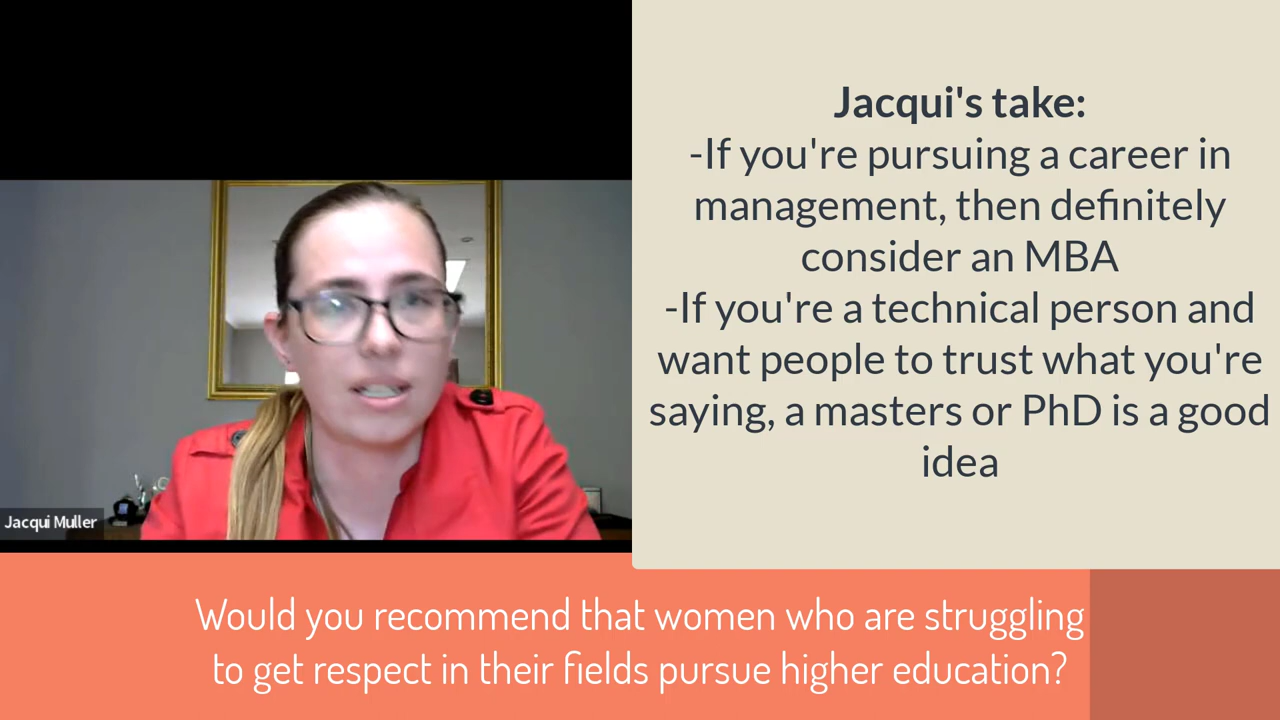 Jacqui's take:
-If you're pursuing a career in
management, then definitely
consider an MBA
-If you're a technical person and
want people to trust what you're
saying, a masters or PhD is a good
idea
Jacqui Muller
Would you recommend that women who are struggling
to get respect in their fields pursue higher education?